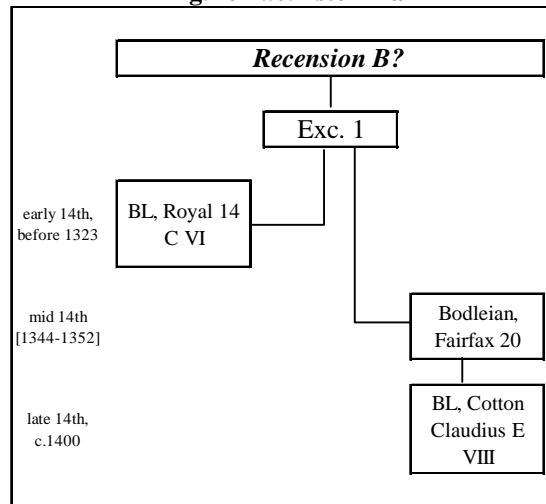 Recension B?
Exc. 1
early 14th,
before 1323
BL, Royal 14
C VI
mid 14th
[1344-1352]
Bodleian,
Fairfax 20
late 14th,
c.1400
BL, Cotton
Claudius E
VIII